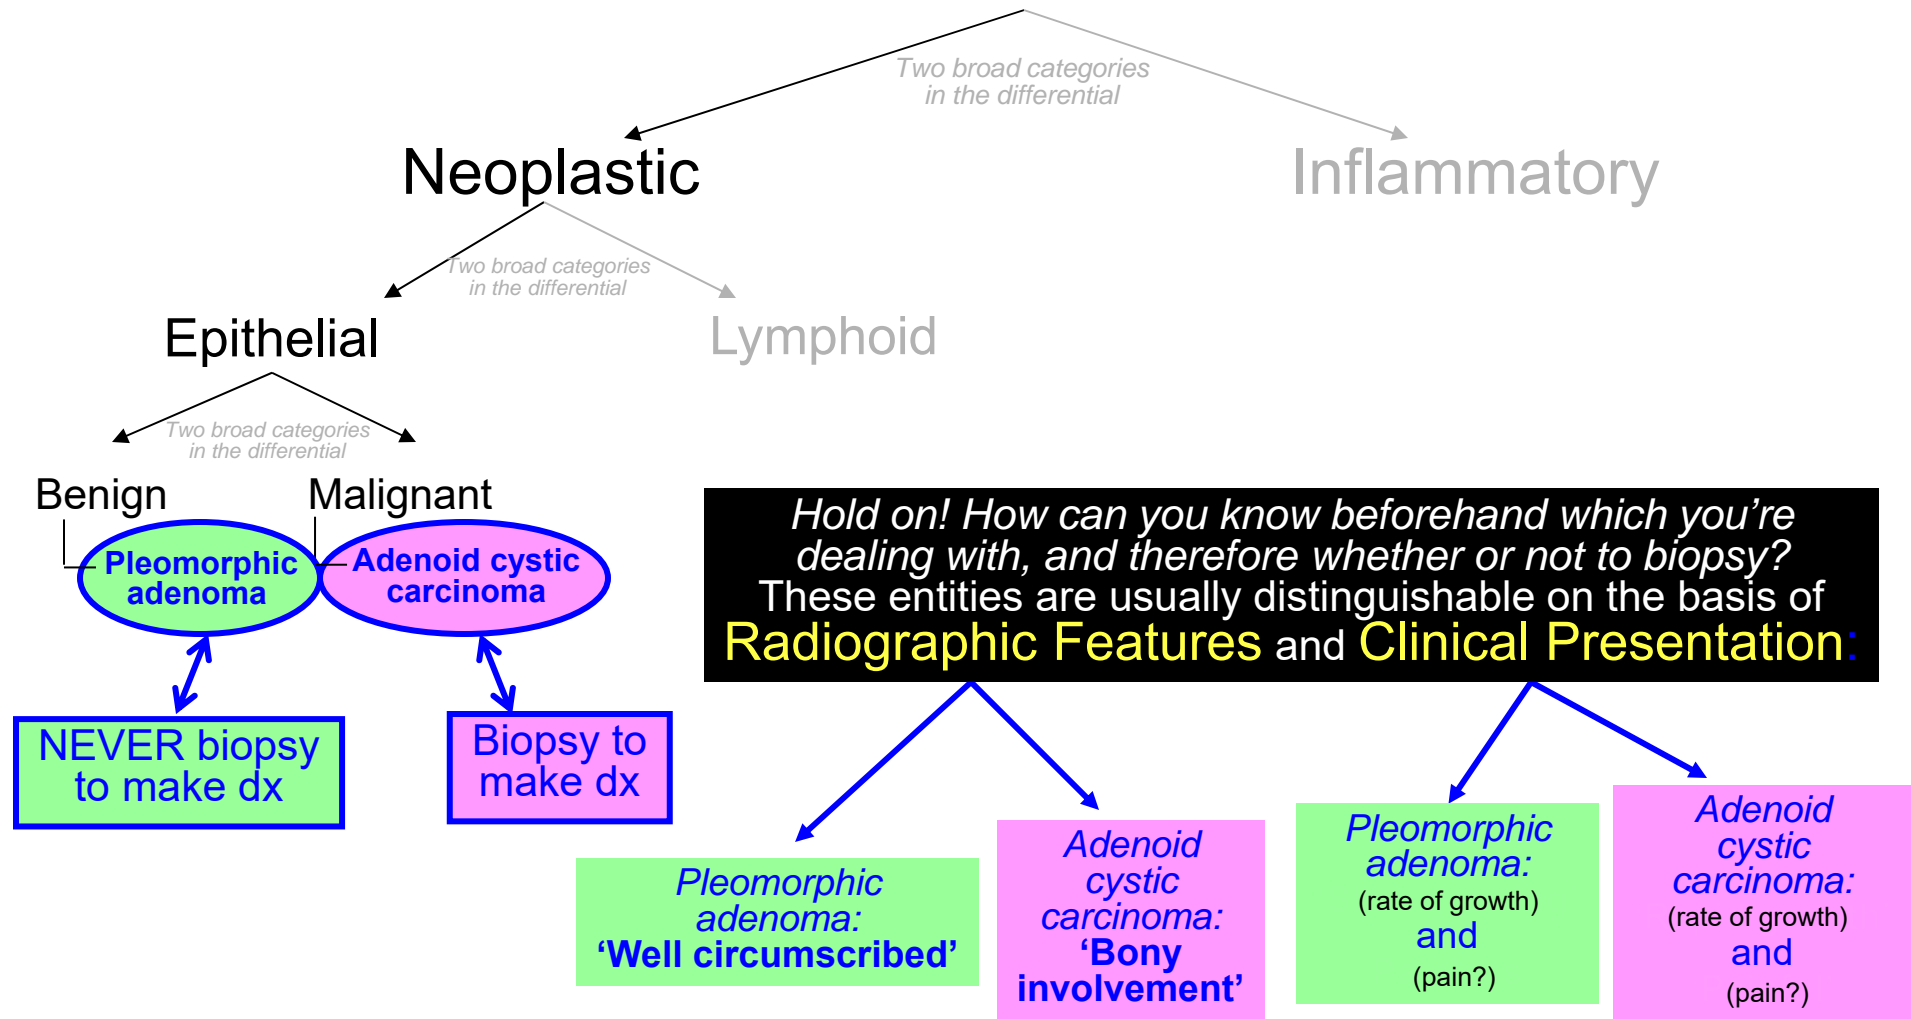 Two broad categories
in the differential
Neoplastic
Inflammatory
Two broad categories
in the differential
Epithelial
Lymphoid
Two broad categories
in the differential
Benign
Malignant
Pleomorphic
adenoma
Adenoid cystic
carcinoma
NEVER biopsy
to make dx
Biopsy to
make dx
Hold on! How can you know beforehand which you’re
dealing with, and therefore whether or not to biopsy?
These entities are usually distinguishable on the basis of
Radiographic Features and Clinical Presentation:
Pleomorphic
adenoma:
‘Well circumscribed’
Adenoid
cystic
carcinoma:
‘Bony
involvement’
Pleomorphic
adenoma:
(rate of growth)
and
(pain?)
Adenoid
cystic
carcinoma:
(rate of growth)
and
(pain?)